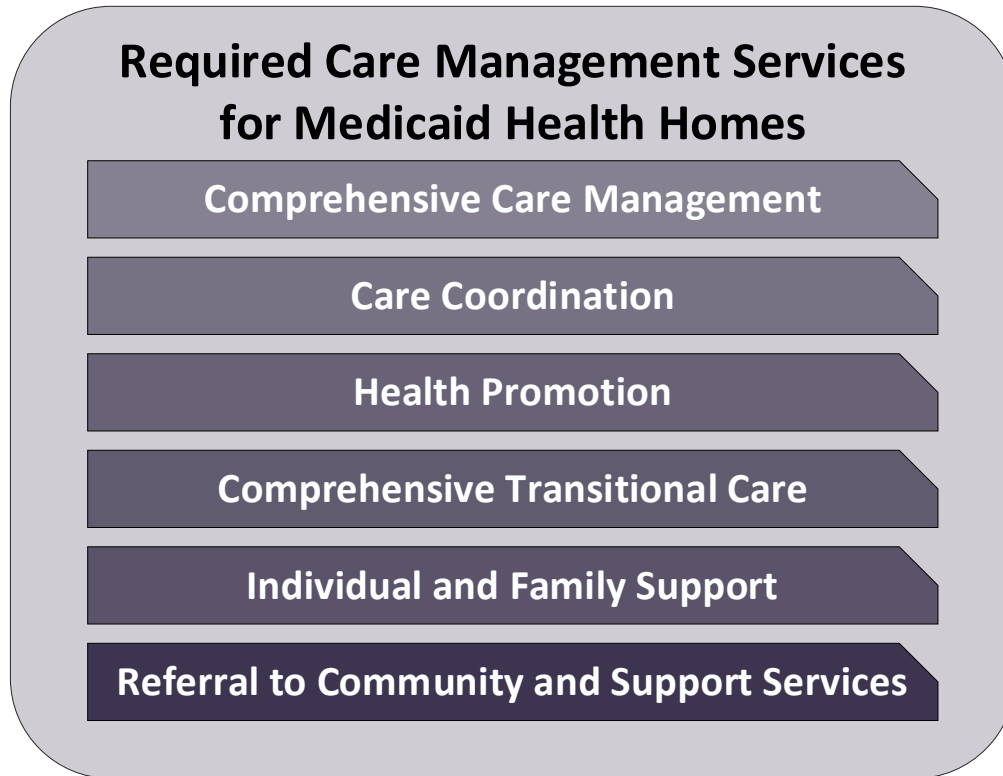 Required Care Management Services
for Medicaid Health Homes
Comprehensive Care Management
Care Coordination
Health Promotion
Comprehensive Transitional Care
Individual and Family Support
Referral to Community and Support Services